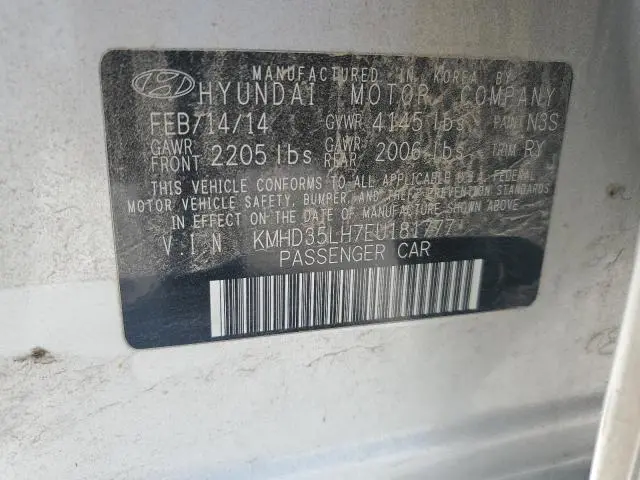 MANUFACTURED IN KOREA BY
HYUNDAI MOTOR COMPANY
FEB/14/14 GVWR 4145 lbs PAINT N3S
GAWR FRONT 2205 lbs GAWR REAR 2006 lbs TRIM RY
THIS VEHICLE CONFORMS TO ALL APPLICABLE U.S.A. FEDERAL
MOTOR VEHICLE SAFETY, BUMPER, AND THEFT PREVENTION STANDARDS
IN EFFECT ON THE DATE OF MANUFACTURE SHOWN ABOVE.
V.I.N KMHD35LH7EU181777
PASSENGER CAR